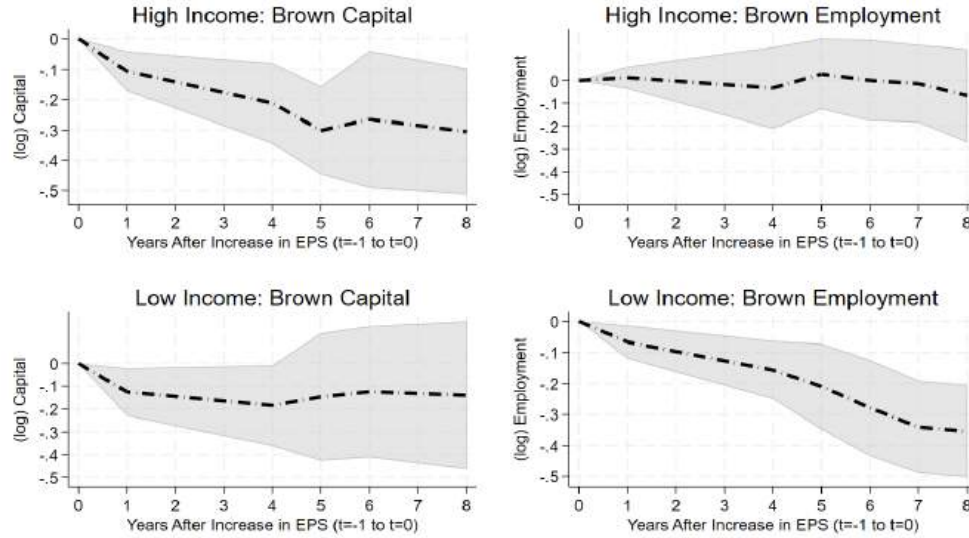 High Income: Brown Capital
(log) Capital
0
-.1
-.2
-.3
-.4
-.5
0 1 2 3 4 5 6 7 8
Years After Increase in EPS (t=-1 to t=0)
High Income: Brown Employment
(log) Employment
0
-.1
-.2
-.3
-.4
-.5
0 1 2 3 4 5 6 7 8
Years After Increase in EPS (t=-1 to t=0)
Low Income: Brown Capital
(log) Capital
0
-.1
-.2
-.3
-.4
-.5
0 1 2 3 4 5 6 7 8
Years After Increase in EPS (t=-1 to t=0)
Low Income: Brown Employment
(log) Employment
0
-.1
-.2
-.3
-.4
-.5
0 1 2 3 4 5 6 7 8
Years After Increase in EPS (t=-1 to t=0)